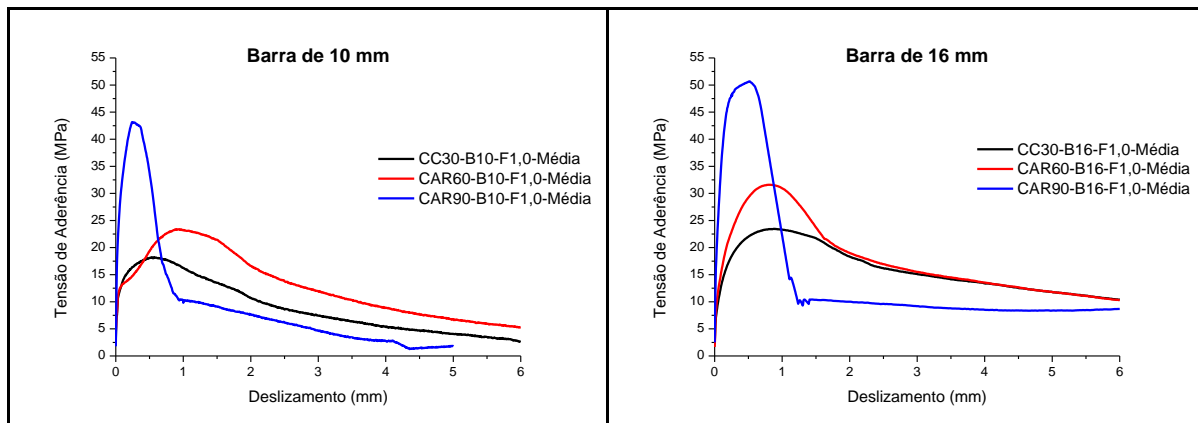 Barra de 10 mm
55
50
45
40
35
30
25
20
15
10
5
0
Tensão de Aderência (MPa)
CC30-B10-F1,0-Média
CAR60-B10-F1,0-Média
CAR90-B10-F1,0-Média
0 1 2 3 4 5 6
Deslizamento (mm)
Barra de 16 mm
55
50
45
40
35
30
25
20
15
10
5
0
Tensão de Aderência (MPa)
CC30-B16-F1,0-Média
CAR60-B16-F1,0-Média
CAR90-B16-F1,0-Média
0 1 2 3 4 5 6
Deslizamento (mm)